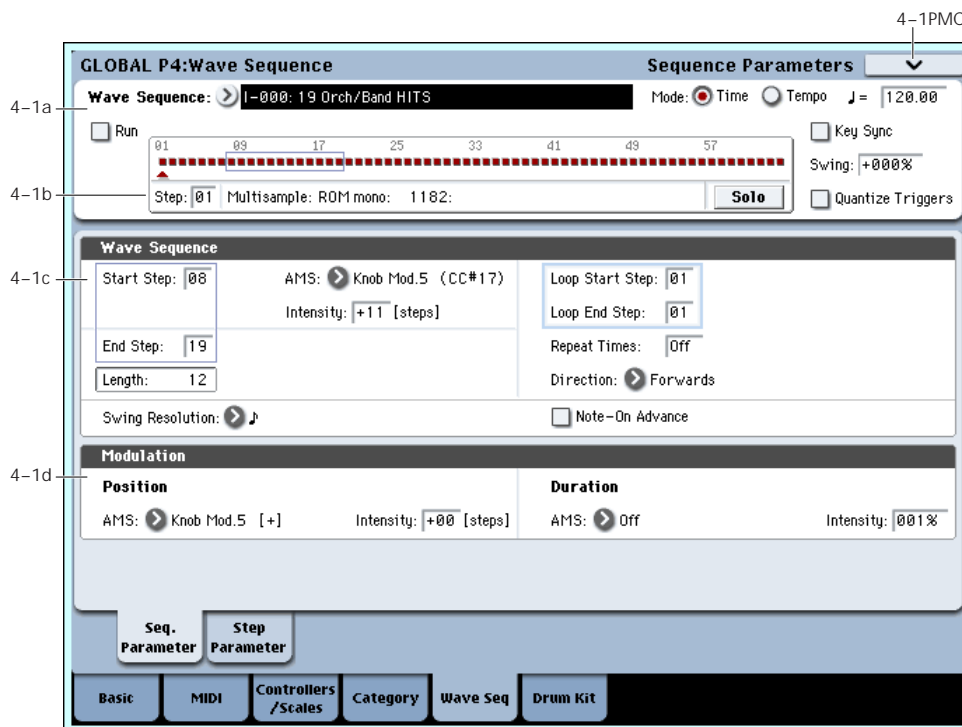 4-1PMC
GLOBAL P4:Wave Sequence Sequence Parameters
4-1a
Wave Sequence: I-000: 19 Orch/Band HITS Mode: Time Tempo ♩= 120.00
Run Key Sync
01 09 17 25 33 41 49 57
Swing: +000%
4-1b
Step: 01 Multisample: ROM mono: 1182: Solo Quantize Triggers
Wave Sequence
4-1c
Start Step: 08 AMS: Knob Mod.5 (CC#17) Loop Start Step: 01
Intensity: +11 [steps] Loop End Step: 01
End Step: 19 Repeat Times: Off
Length: 12 Direction: Forwards
Swing Resolution: ♪ Note-On Advance
Modulation
4-1d
Position Duration
AMS: Knob Mod.5 [+] Intensity: +00 [steps] AMS: Off Intensity: 001%
Seq. Parameter Step Parameter
Basic MIDI Controllers /Scales Category Wave Seq Drum Kit